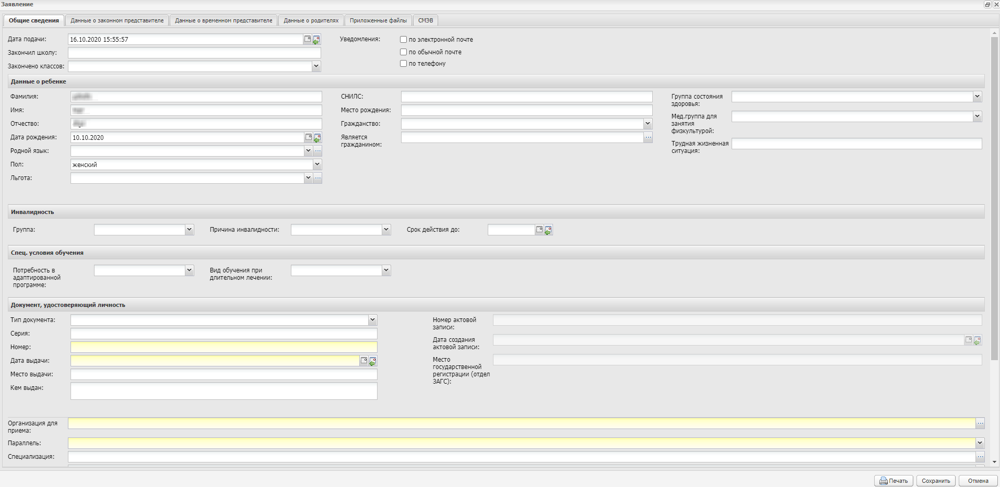 Заявление
Общие сведения
Данные о законном представителе
Данные о временном представителе
Данные о родителях
Приложенные файлы
СМЭВ
Дата подачи:
16.10.2020 15:55:57
Закончил школу:
Закончено классов:
Уведомления:
по электронной почте
по обычной почте
по телефону
Данные о ребенке
Фамилия:
Имя:
Отчество:
Дата рождения:
10.10.2020
Родной язык:
Пол:
женский
Льгота:
СНИЛС:
Место рождения:
Гражданство:
Является
гражданином:
Группа состояния
здоровья:
Мед.группа для
занятия
физкультурой:
Трудная жизненная
ситуация:
Инвалидность
Группа:
Причина инвалидности:
Срок действия до:
Спец. условия обучения
Потребность в
адаптированной
программе:
Вид обучения при
длительном лечении:
Документ, удостоверяющий личность
Тип документа:
Серия:
Номер:
Дата выдачи:
Место выдачи:
Кем выдан:
Номер актовой
записи:
Дата создания
актовой записи:
Место
государственной
регистрации (отдел
ЗАГС):
Организация для
приема:
Параллель:
Специализация:
Печать
Сохранить
Отмена